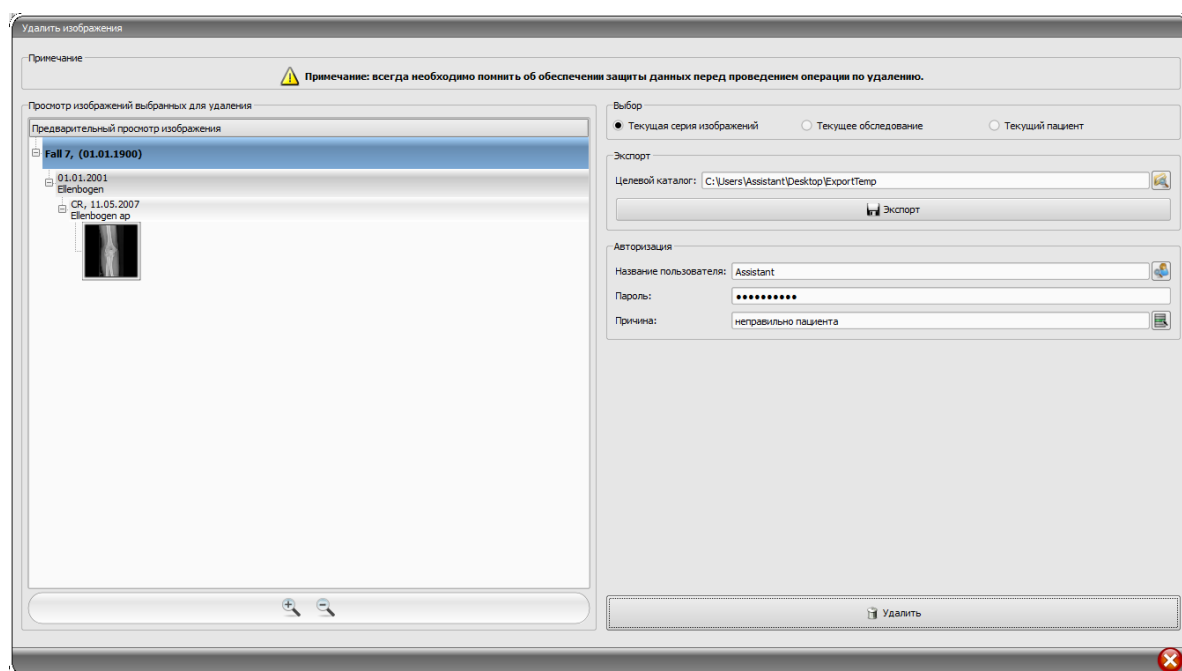 Удалить изображения
Примечание
Примечание: всегда необходимо помнить об обеспечении защиты данных перед проведением операции по удалению.
Просмотр изображений выбранных для удаления
Предварительный просмотр изображения
Fall 7, (01.01.1900)
01.01.2001
Ellenbogen
CR, 11.05.2007
Ellenbogen ap
Выбор
Текущая серия изображений Текущее обследование Текущий пациент
Экспорт
Целевой каталог: C:\Users\Assistant\Desktop\ExportTemp
Экспорт
Авторизация
Название пользователя: Assistant
Пароль: ●●●●●●●●●●
Причина: неправильно пациента
Удалить